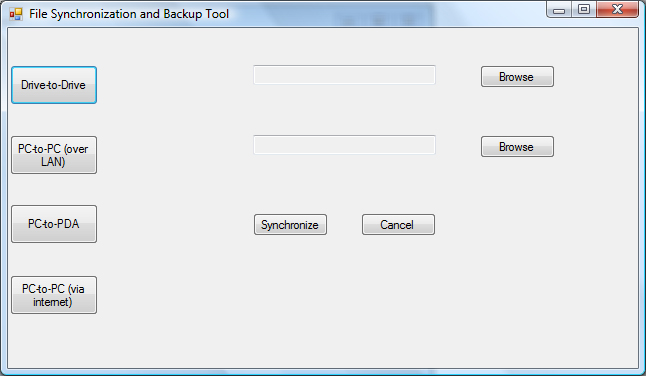 File Synchronization and Backup Tool
Drive-to-Drive
Browse
PC-to-PC (over
LAN)
Browse
PC-to-PDA
Synchronize
Cancel
PC-to-PC (via
internet)